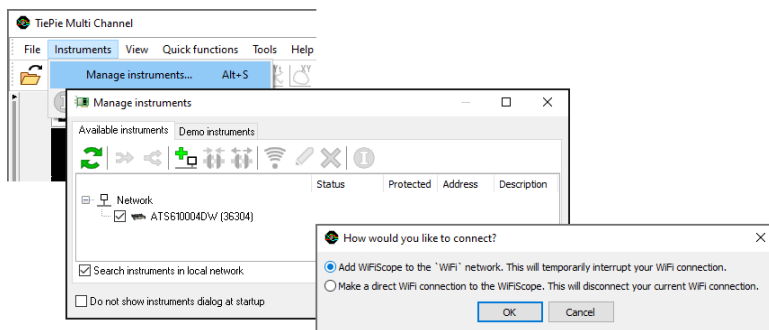 TiePie Multi Channel
File Instruments View Quick functions Tools Help
Manage instruments... Alt+S
Manage instruments
Available instruments Demo instruments
Status Protected Address Description
Network
ATS610004DW (36304)
Search instruments in local network
Do not show instruments dialog at startup
How would you like to connect?
Add WiFiScope to the `WiFi` network. This will temporarily interrupt your WiFi connection.
Make a direct WiFi connection to the WiFiScope. This will disconnect your current WiFi connection.
OK Cancel